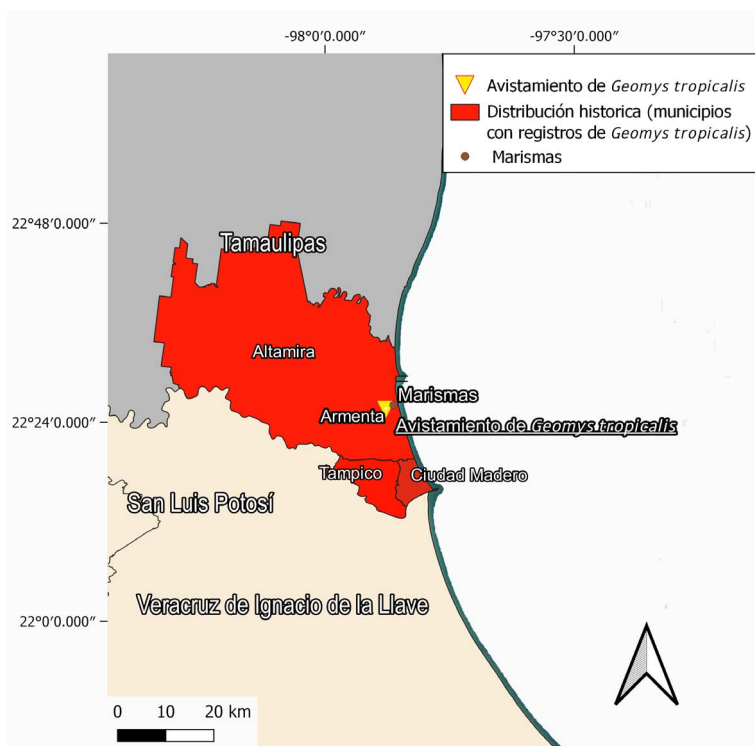 -98°0′0.000″
-97°30′0.000″
Avistamiento de Geomys tropicalis
Distribución historica (municipios
con registros de Geomys tropicalis)
Marismas
22°48′0.000″
Tamaulipas
Altamira
Marismas
Armenta
22°24′0.000″
Avistamiento de Geomys tropicalis
Tampico
Ciudad Madero
San Luis Potosí
Veracruz de Ignacio de la Llave
22°0′0.000″
0 10 20 km